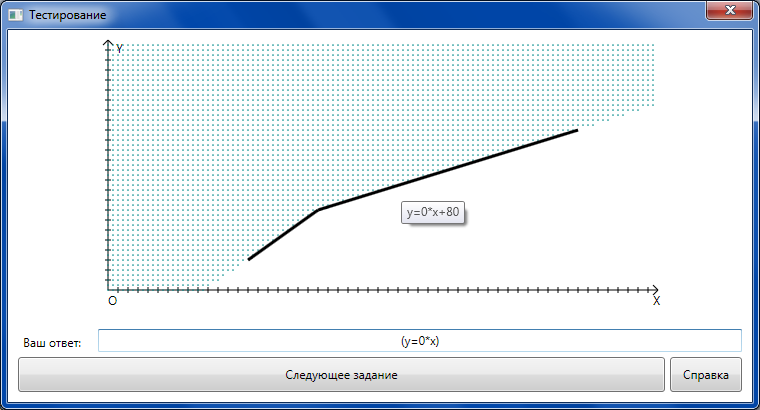 Тестирование
Y
y=0*x+80
O
X
Ваш ответ:
(y=0*x)
Следующее задание
Справка